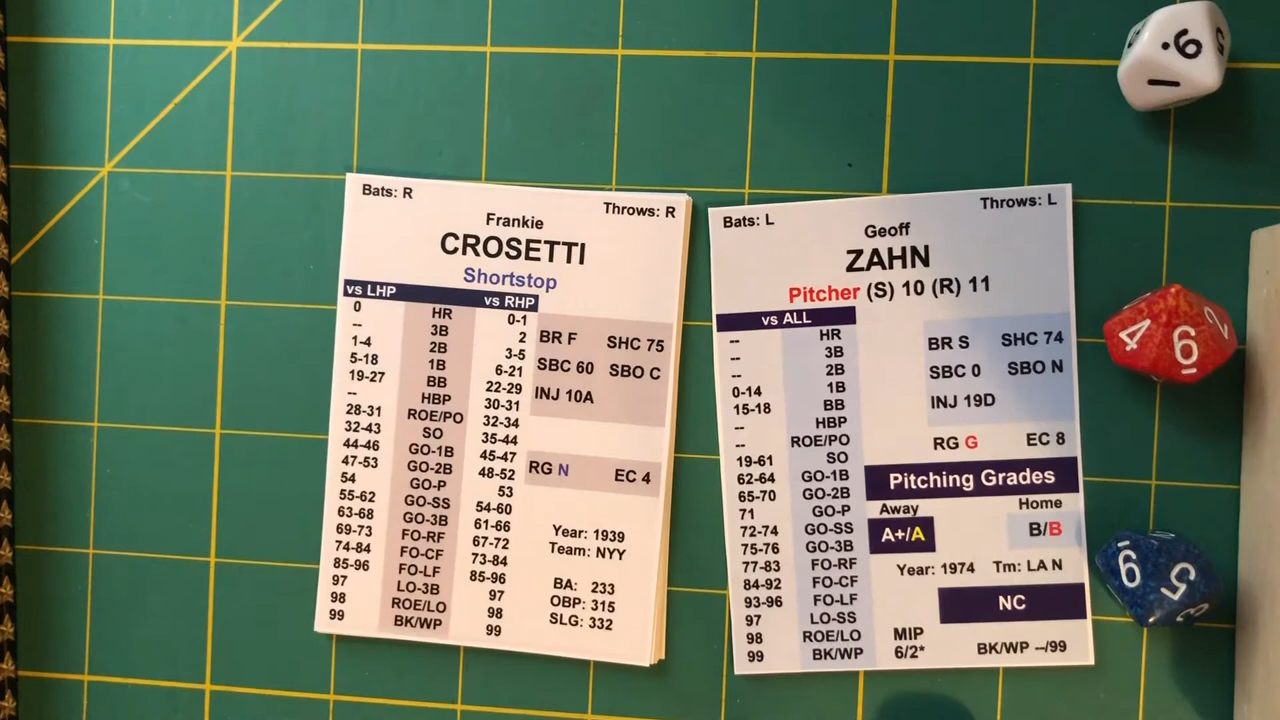 Bats: R
Throws: R
Frankie
CROSETTI
Shortstop
vs LHP vs RHP
0 HR 0-1
-- 3B 2
1-4 2B 3-5
5-18 1B 6-21
19-27 BB 22-29
-- HBP 30-31
28-31 ROE/PO 32-34
32-43 SO 35-44
44-46 GO-1B 45-47
47-53 GO-2B 48-52
54 GO-P 53
55-62 GO-SS 54-60
63-68 GO-3B 61-66
69-73 FO-RF 67-72
74-84 FO-CF 73-84
85-96 FO-LF 85-96
97 LO-3B 97
98 ROE/LO 98
99 BK/WP 99
BR F SHC 75
SBC 60 SBO C
INJ 10A
RG N EC 4
Year: 1939
Team: NYY
BA: 233
OBP: 315
SLG: 332
Bats: L
Throws: L
Geoff
ZAHN
Pitcher (S) 10 (R) 11
vs ALL
-- HR
-- 3B
-- 2B
0-14 1B
15-18 BB
-- HBP
-- ROE/PO
19-61 SO
62-64 GO-1B
65-70 GO-2B
71 GO-P
72-74 GO-SS
75-76 GO-3B
77-83 FO-RF
84-92 FO-CF
93-96 FO-LF
97 LO-SS
98 ROE/LO
99 BK/WP
BR S SHC 74
SBC 0 SBO N
INJ 19D
RG G EC 8
Pitching Grades
Away Home
A+/A B/B
Year: 1974 Tm: LA N
NC
MIP
6/2*
BK/WP --/99
9
1
4 6 2
9 5 3